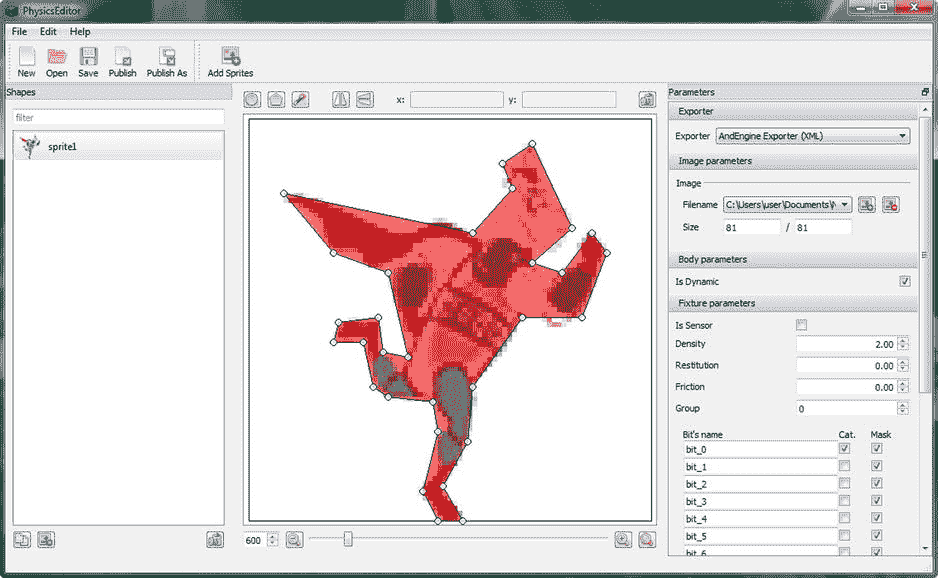 PhysicsEditor
File Edit Help
New Open Save Publish Publish As Add Sprites
Shapes
filter
sprite1
x: y:
600
Parameters
Exporter
Exporter AndEngine Exporter (XML)
Image parameters
Image
Filename C:\Users\user\Documents\
Size 81 / 81
Body parameters
Is Dynamic
Fixture parameters
Is Sensor
Density 2.00
Restitution 0.00
Friction 0.00
Group 0
Bit's name Cat. Mask
bit_0
bit_1
bit_2
bit_3
bit_4
bit_5
bit_6